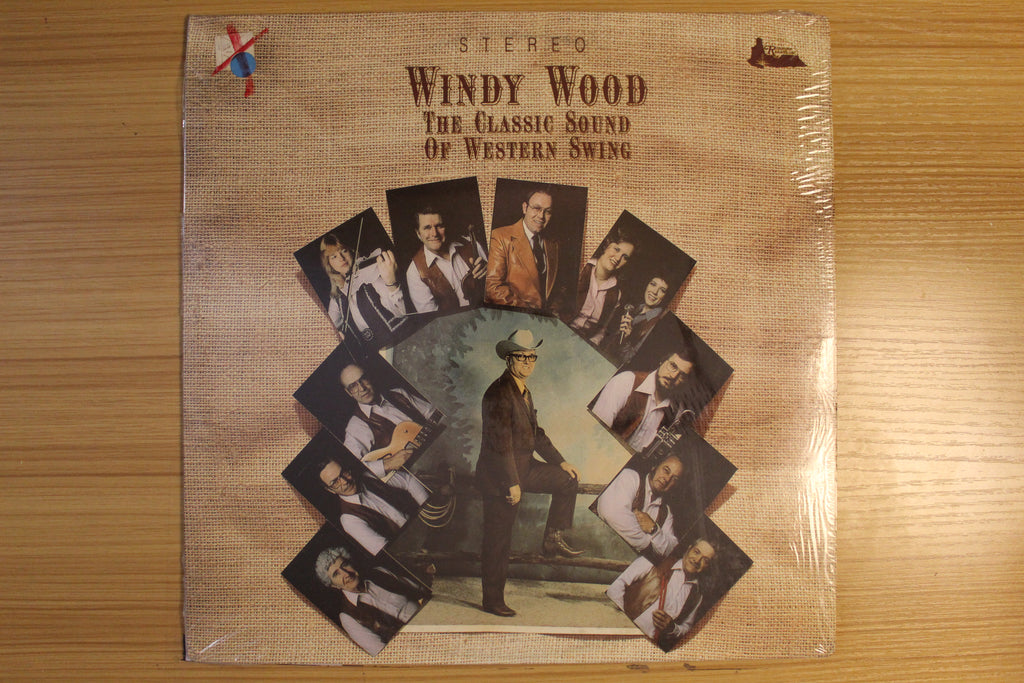 STEREO
WINDY WOOD
THE CLASSIC SOUND
OF WESTERN SWING